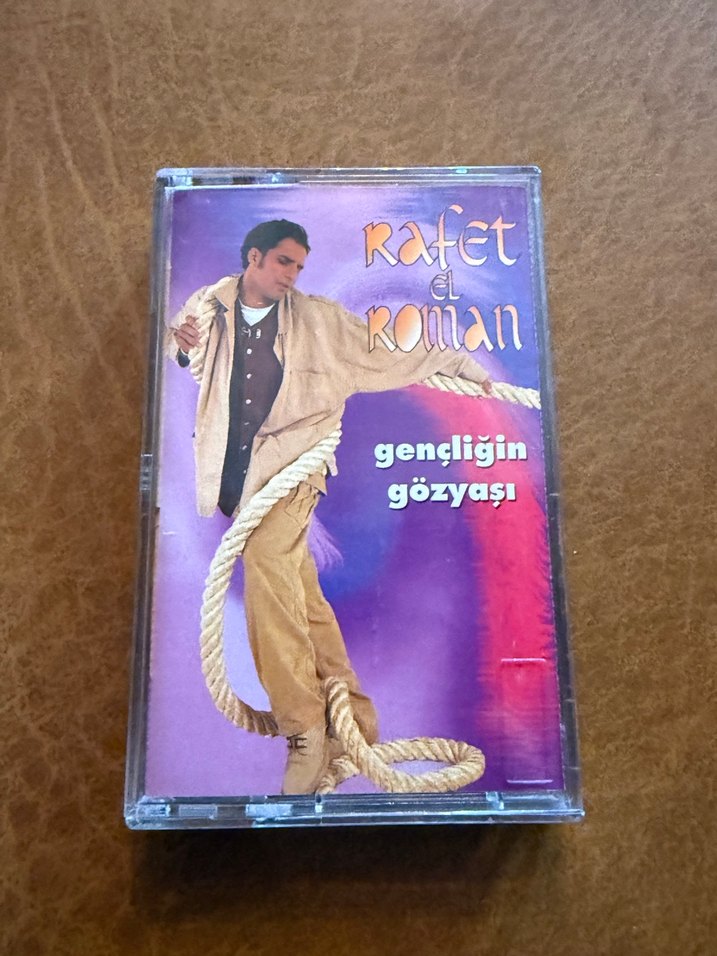 Rafet
El
Roman
gençliğin
gözyaşı